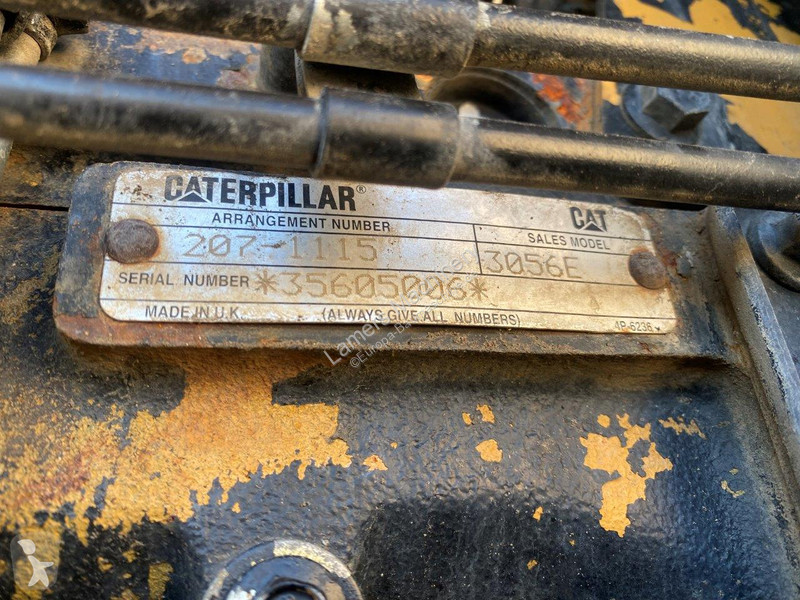 CATERPILLAR®
CAT
ARRANGEMENT NUMBER
SALES MODEL
207-1115
3056E
SERIAL NUMBER *35605006*
MADE IN U.K.
(ALWAYS GIVE ALL NUMBERS)
4P-6236